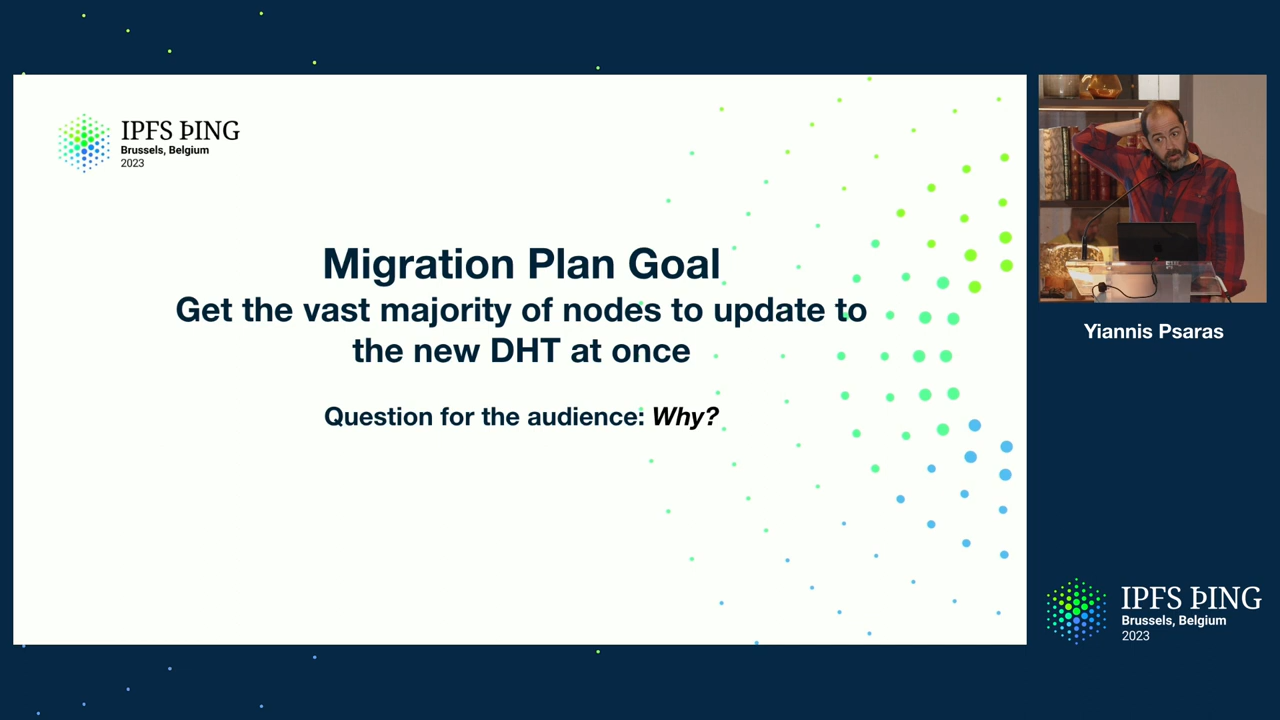 IPFS ÞING
Brussels, Belgium
2023
Migration Plan Goal
Get the vast majority of nodes to update to
the new DHT at once
Question for the audience: Why?
Yiannis Psaras
IPFS ÞING
Brussels, Belgium
2023